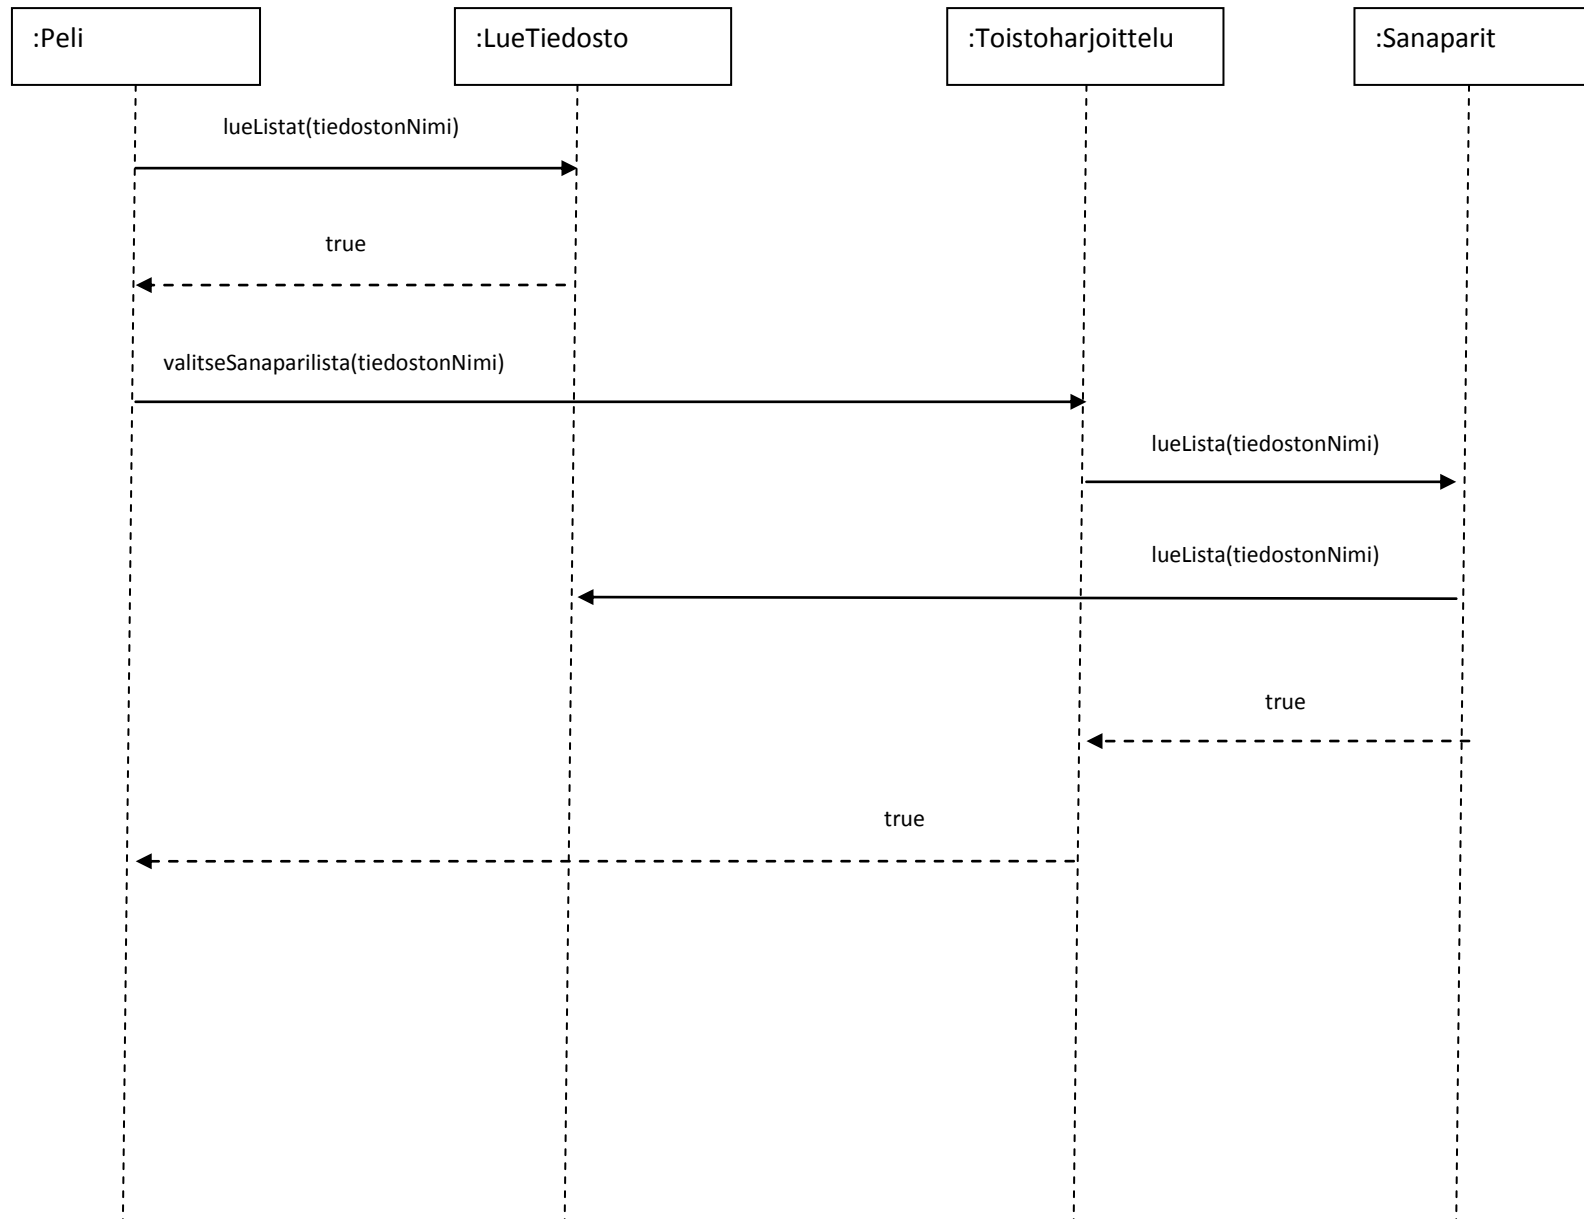 :Peli
:LueTiedosto
:Toistoharjoittelu
:Sanaparit
lueListat(tiedostonNimi)
true
valitseSanaparilista(tiedostonNimi)
lueLista(tiedostonNimi)
lueLista(tiedostonNimi)
true
true